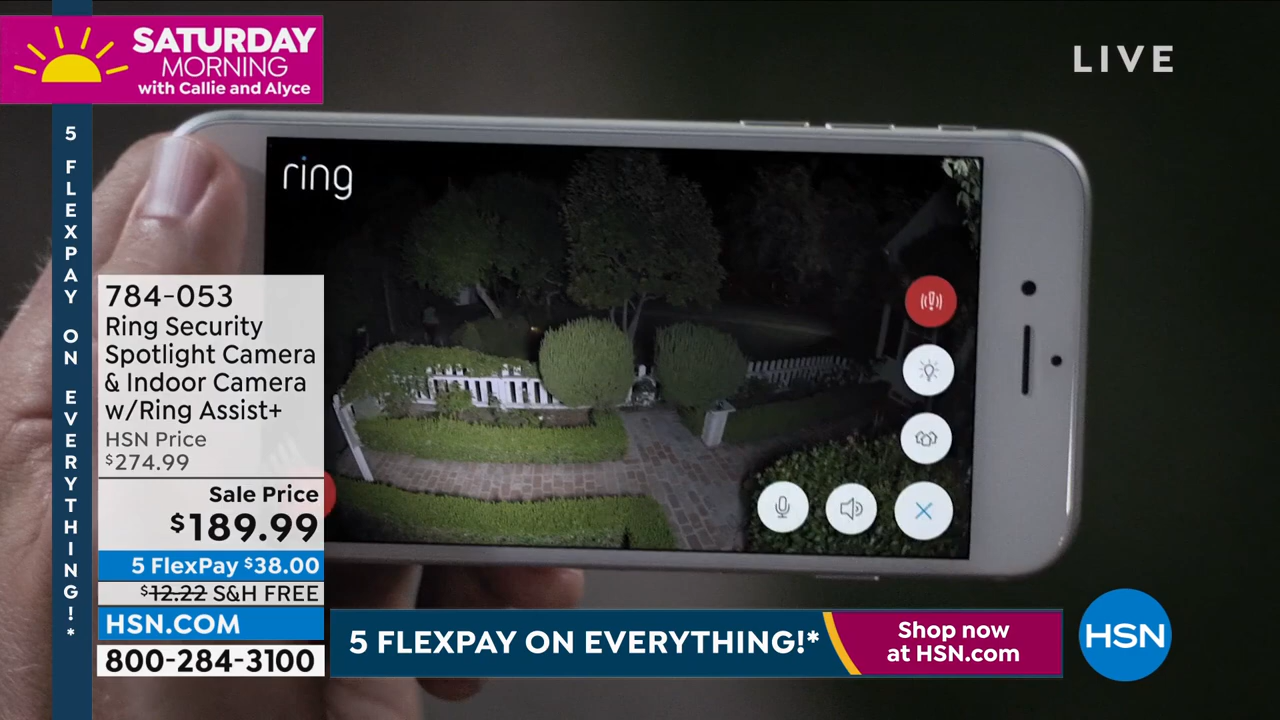 SATURDAY
MORNING
with Callie and Alyce
LIVE
5 FLEXPAY ON EVERYTHING!*
ring
784-053
Ring Security
Spotlight Camera
& Indoor Camera
w/Ring Assist+
HSN Price
$274.99
Sale Price
$189.99
5 FlexPay $38.00
$12.22 S&H FREE
HSN.COM
800-284-3100
5 FLEXPAY ON EVERYTHING!*
Shop now
at HSN.com
HSN